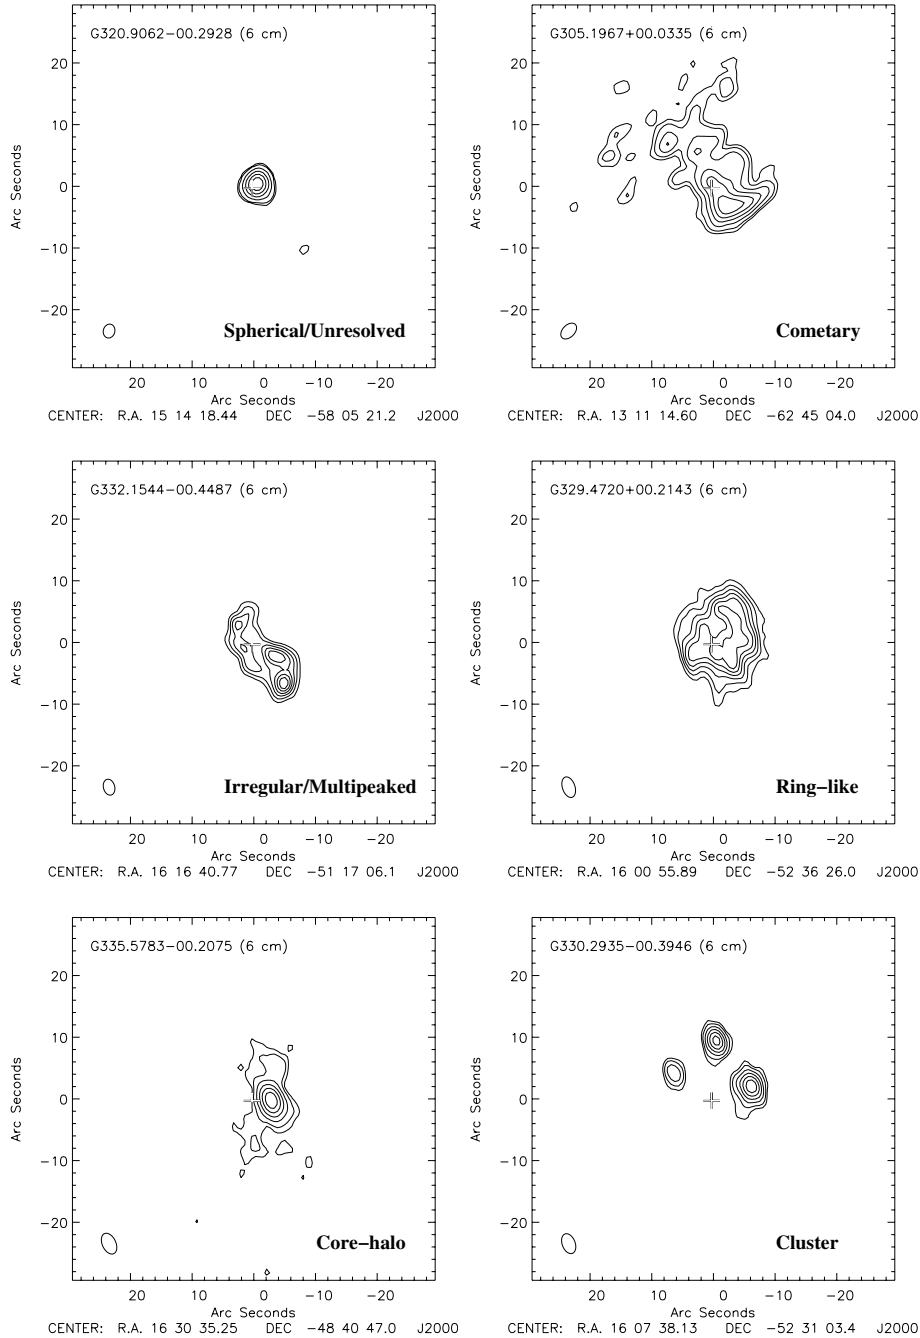 G320.9062−00.2928 (6 cm)
20
10
0
−10
−20
Arc Seconds
Spherical/Unresolved
20 10 0 −10 −20
Arc Seconds
CENTER: R.A. 15 14 18.44 DEC −58 05 21.2 J2000
G305.1967+00.0335 (6 cm)
20
10
0
−10
−20
Arc Seconds
Cometary
20 10 0 −10 −20
Arc Seconds
CENTER: R.A. 13 11 14.60 DEC −62 45 04.0 J2000
G332.1544−00.4487 (6 cm)
20
10
0
−10
−20
Arc Seconds
Irregular/Multipeaked
20 10 0 −10 −20
Arc Seconds
CENTER: R.A. 16 16 40.77 DEC −51 17 06.1 J2000
G329.4720+00.2143 (6 cm)
20
10
0
−10
−20
Arc Seconds
Ring−like
20 10 0 −10 −20
Arc Seconds
CENTER: R.A. 16 00 55.89 DEC −52 36 26.0 J2000
G335.5783−00.2075 (6 cm)
20
10
0
−10
−20
Arc Seconds
Core−halo
20 10 0 −10 −20
Arc Seconds
CENTER: R.A. 16 30 35.25 DEC −48 40 47.0 J2000
G330.2935−00.3946 (6 cm)
20
10
0
−10
−20
Arc Seconds
Cluster
20 10 0 −10 −20
Arc Seconds
CENTER: R.A. 16 07 38.13 DEC −52 31 03.4 J2000